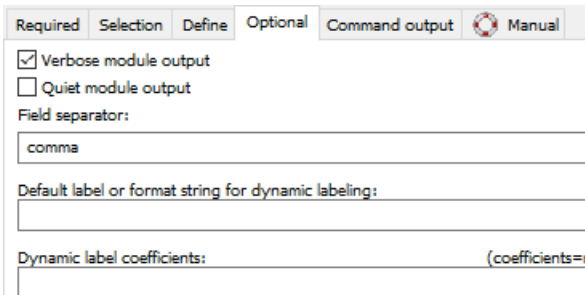 Required Selection Define Optional Command output Manual
Verbose module output
Quiet module output
Field separator:
comma
Default label or format string for dynamic labeling:
Dynamic label coefficients: (coefficients=